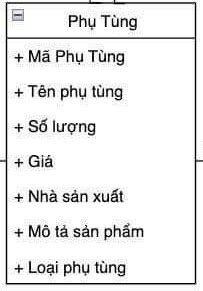 Phụ Tùng
+ Mã Phụ Tùng
+ Tên phụ tùng
+ Số lượng
+ Giá
+ Nhà sản xuất
+ Mô tả sản phẩm
+ Loại phụ tùng